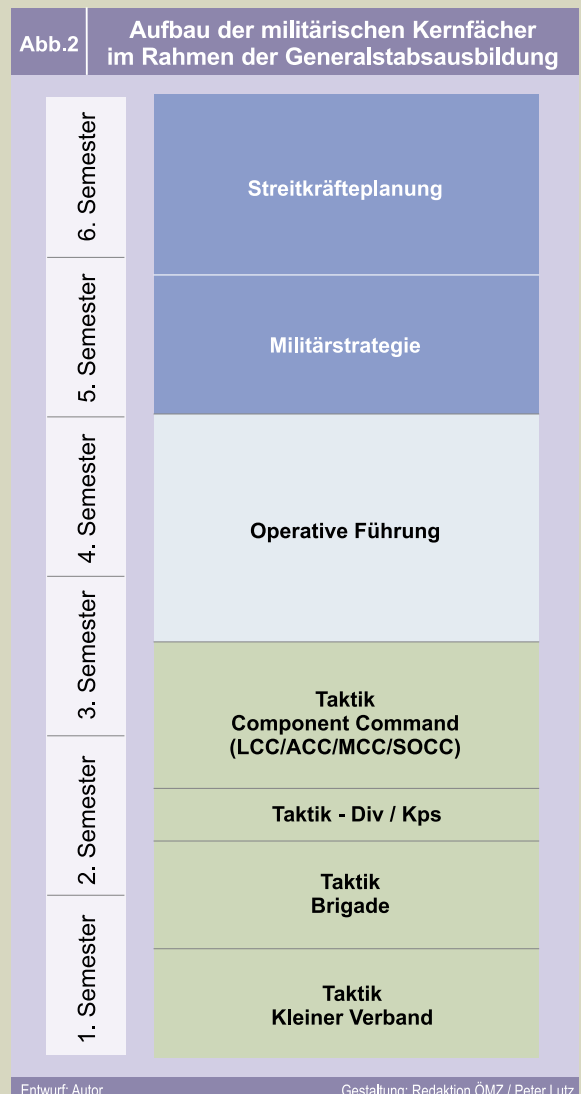 Abb.2
Aufbau der militärischen Kernfächer
im Rahmen der Generalstabsausbildung
6. Semester
5. Semester
4. Semester
3. Semester
2. Semester
1. Semester
Streitkräfteplanung
Militärstrategie
Operative Führung
Taktik
Component Command
(LCC/ACC/MCC/SOCC)
Taktik - Div / Kps
Taktik
Brigade
Taktik
Kleiner Verband
Entwurf: Autor
Gestaltung: Redaktion ÖMZ / Peter Lutz